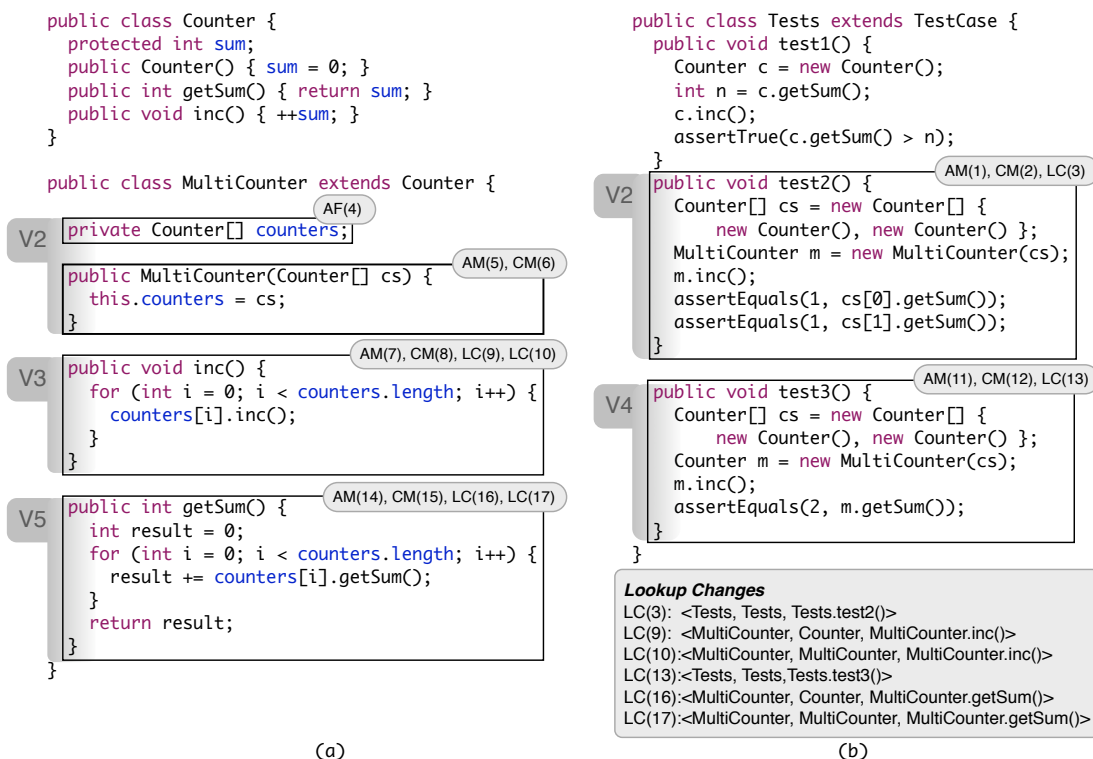 public class Counter {
protected int sum;
public Counter() { sum = 0; }
public int getSum() { return sum; }
public void inc() { ++sum; }
}
public class MultiCounter extends Counter {
AF(4)
V2
private Counter[] counters;
AM(5), CM(6)
public MultiCounter(Counter[] cs) {
this.counters = cs;
}
AM(7), CM(8), LC(9), LC(10)
V3
public void inc() {
for (int i = 0; i < counters.length; i++) {
counters[i].inc();
}
}
AM(14), CM(15), LC(16), LC(17)
V5
public int getSum() {
int result = 0;
for (int i = 0; i < counters.length; i++) {
result += counters[i].getSum();
}
return result;
}
}
(a)
public class Tests extends TestCase {
public void test1() {
Counter c = new Counter();
int n = c.getSum();
c.inc();
assertTrue(c.getSum() > n);
}
AM(1), CM(2), LC(3)
V2
public void test2() {
Counter[] cs = new Counter[] {
new Counter(), new Counter() };
MultiCounter m = new MultiCounter(cs);
m.inc();
assertEquals(1, cs[0].getSum());
assertEquals(1, cs[1].getSum());
}
AM(11), CM(12), LC(13)
V4
public void test3() {
Counter[] cs = new Counter[] {
new Counter(), new Counter() };
Counter m = new MultiCounter(cs);
m.inc();
assertEquals(2, m.getSum());
}
}
Lookup Changes
LC(3): <Tests, Tests, Tests.test2()>
LC(9): <MultiCounter, Counter, MultiCounter.inc()>
LC(10):<MultiCounter, MultiCounter, MultiCounter.inc()>
LC(13):<Tests, Tests,Tests.test3()>
LC(16):<MultiCounter, Counter, MultiCounter.getSum()>
LC(17):<MultiCounter, MultiCounter, MultiCounter.getSum()>
(b)